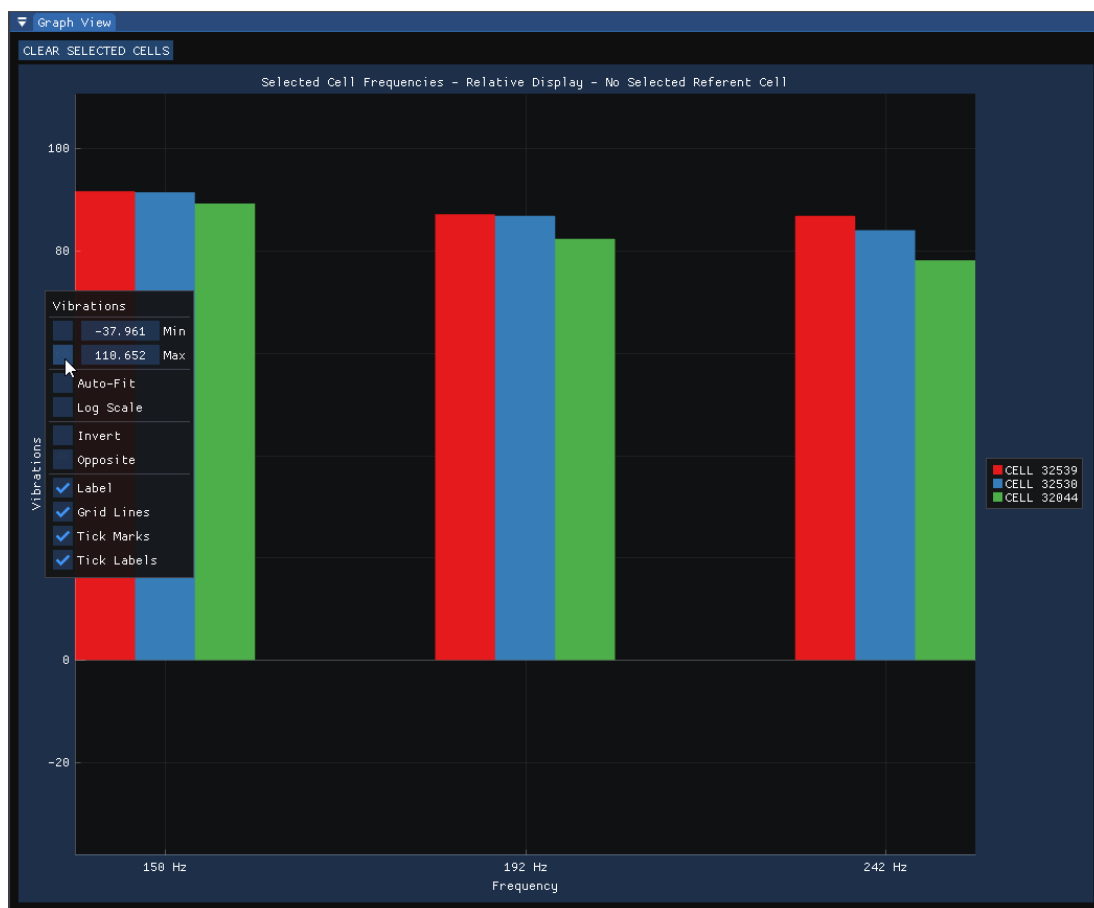 Graph View
CLEAR SELECTED CELLS
Selected Cell Frequencies - Relative Display - No Selected Referent Cell
100
80
Vibrations
-37.961 Min
110.652 Max
Auto-Fit
Log Scale
Invert
Opposite
Label
Grid Lines
Tick Marks
Tick Labels
Vibrations
CELL 32539
CELL 32530
CELL 32044
0
-20
150 Hz 192 Hz 242 Hz
Frequency